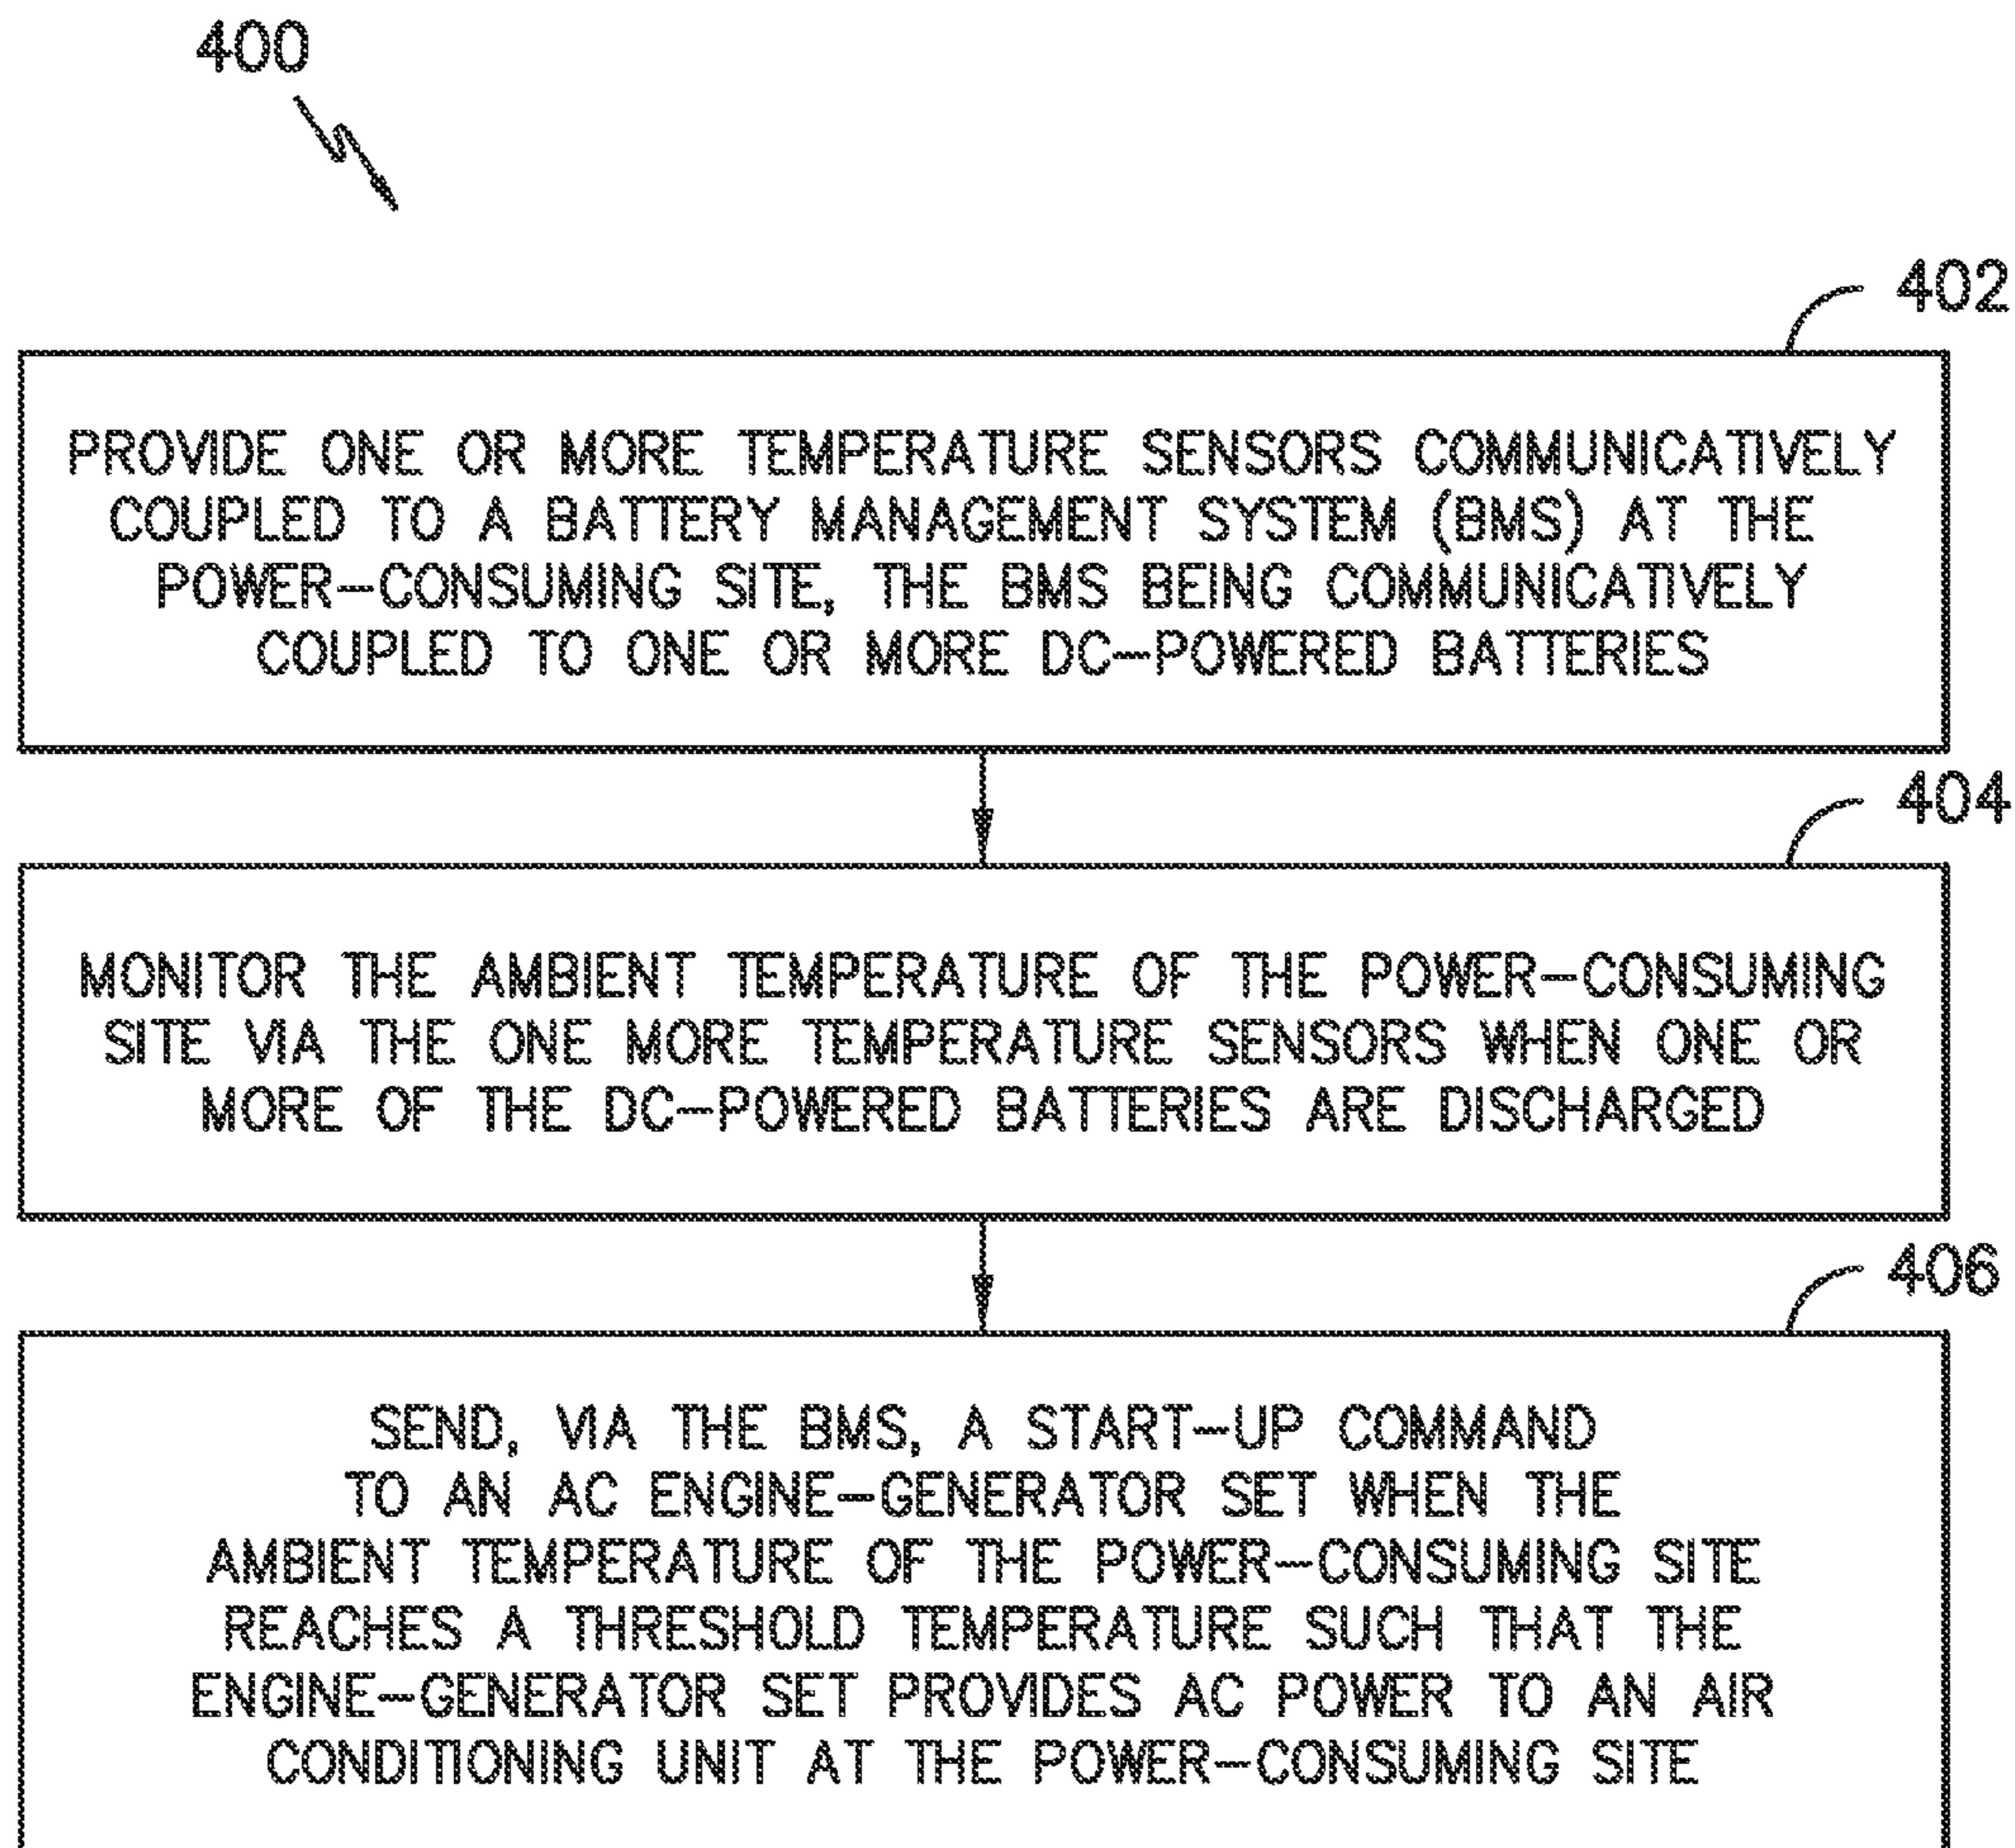 400
402
PROVIDE ONE OR MORE TEMPERATURE SENSORS COMMUNICATIVELY
COUPLED TO A BATTERY MANAGEMENT SYSTEM (BMS) AT THE
POWER-CONSUMING SITE, THE BMS BEING COMMUNICATIVELY
COUPLED TO ONE OR MORE DC-POWERED BATTERIES
404
MONITOR THE AMBIENT TEMPERATURE OF THE POWER-CONSUMING
SITE VIA THE ONE MORE TEMPERATURE SENSORS WHEN ONE OR
MORE OF THE DC-POWERED BATTERIES ARE DISCHARGED
406
SEND, VIA THE BMS, A START-UP COMMAND
TO AN AC ENGINE-GENERATOR SET WHEN THE
AMBIENT TEMPERATURE OF THE POWER-CONSUMING SITE
REACHES A THRESHOLD TEMPERATURE SUCH THAT THE
ENGINE-GENERATOR SET PROVIDES AC POWER TO AN AIR
CONDITIONING UNIT AT THE POWER-CONSUMING SITE